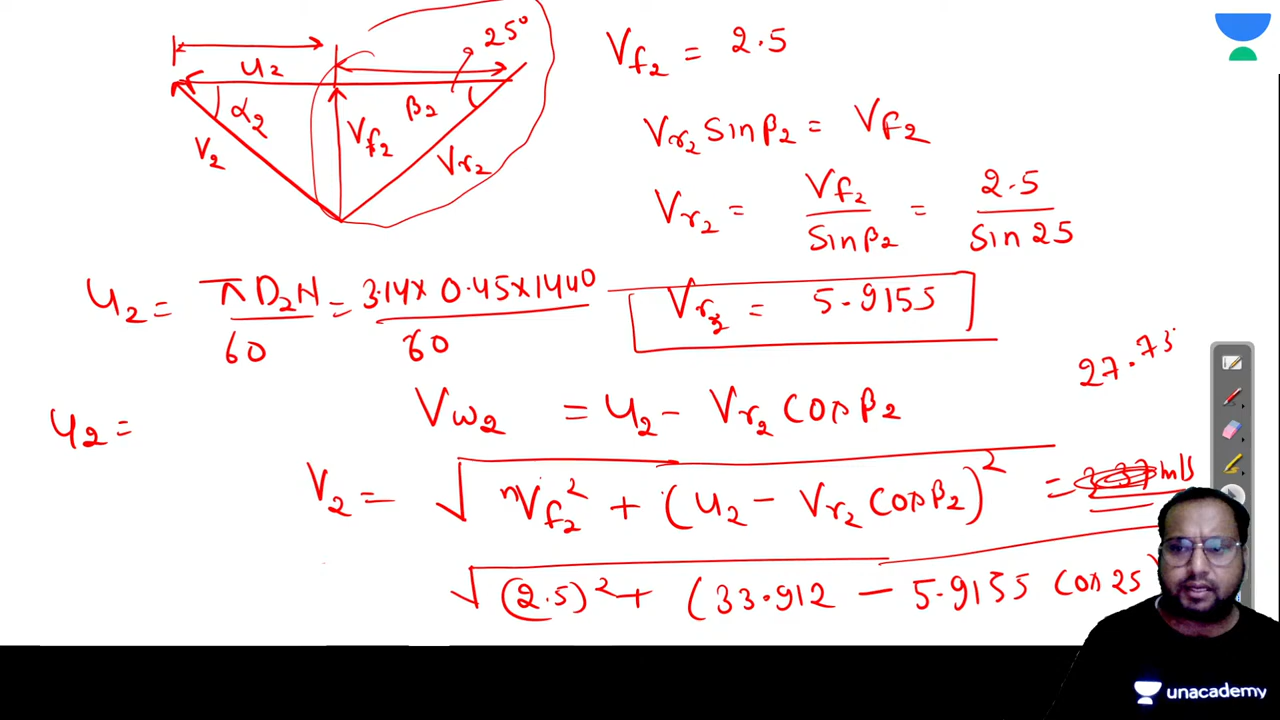 25°
u2
α2
β2
V2
Vf2
Vr2
Vf2 = 2.5
Vr2 Sin β2 = Vf2
Vr2 = Vf2 / Sin β2 = 2.5 / Sin 25
u2 = π D2 N / 60 = 3.14 × 0.45 × 1440 / 60
Vr2 = 5.9155
27.73
Vw2 = u2 - Vr2 Cos β2
u2 =
V2 = √ Vf2² + (u2 - Vr2 Cos β2)² = m/s
√ (2.5)² + (33.912 - 5.9155 Cos 25
unacademy